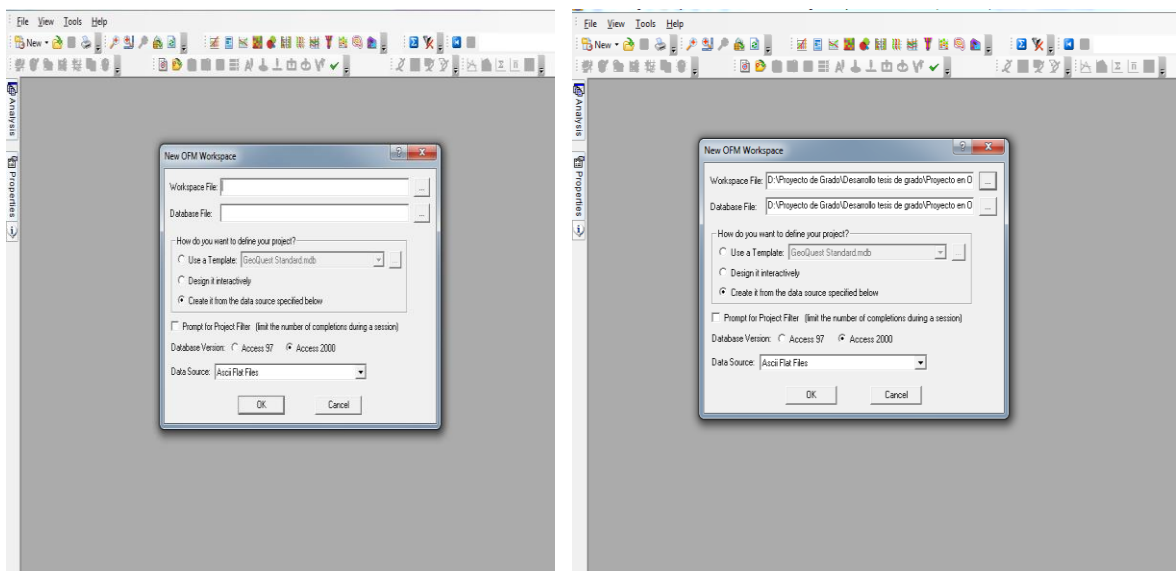 File View Tools Help
New
Analysis
Properties
New OFM Workspace
Workspace File:
Database File:
How do you want to define your project?
Use a Template: GeoQuest Standard.mdb
Design it interactively
Create it from the data source specified below
Prompt for Project Filter (limit the number of completions during a session)
Database Version: Access 97 Access 2000
Data Source: Ascii Flat Files
OK Cancel
File View Tools Help
New
Analysis
Properties
New OFM Workspace
Workspace File: D:\Proyecto de Grado\Desarollo tesis de grado\Proyecto en O
Database File: D:\Proyecto de Grado\Desarollo tesis de grado\Proyecto en O
How do you want to define your project?
Use a Template: GeoQuest Standard.mdb
Design it interactively
Create it from the data source specified below
Prompt for Project Filter (limit the number of completions during a session)
Database Version: Access 97 Access 2000
Data Source: Ascii Flat Files
OK Cancel